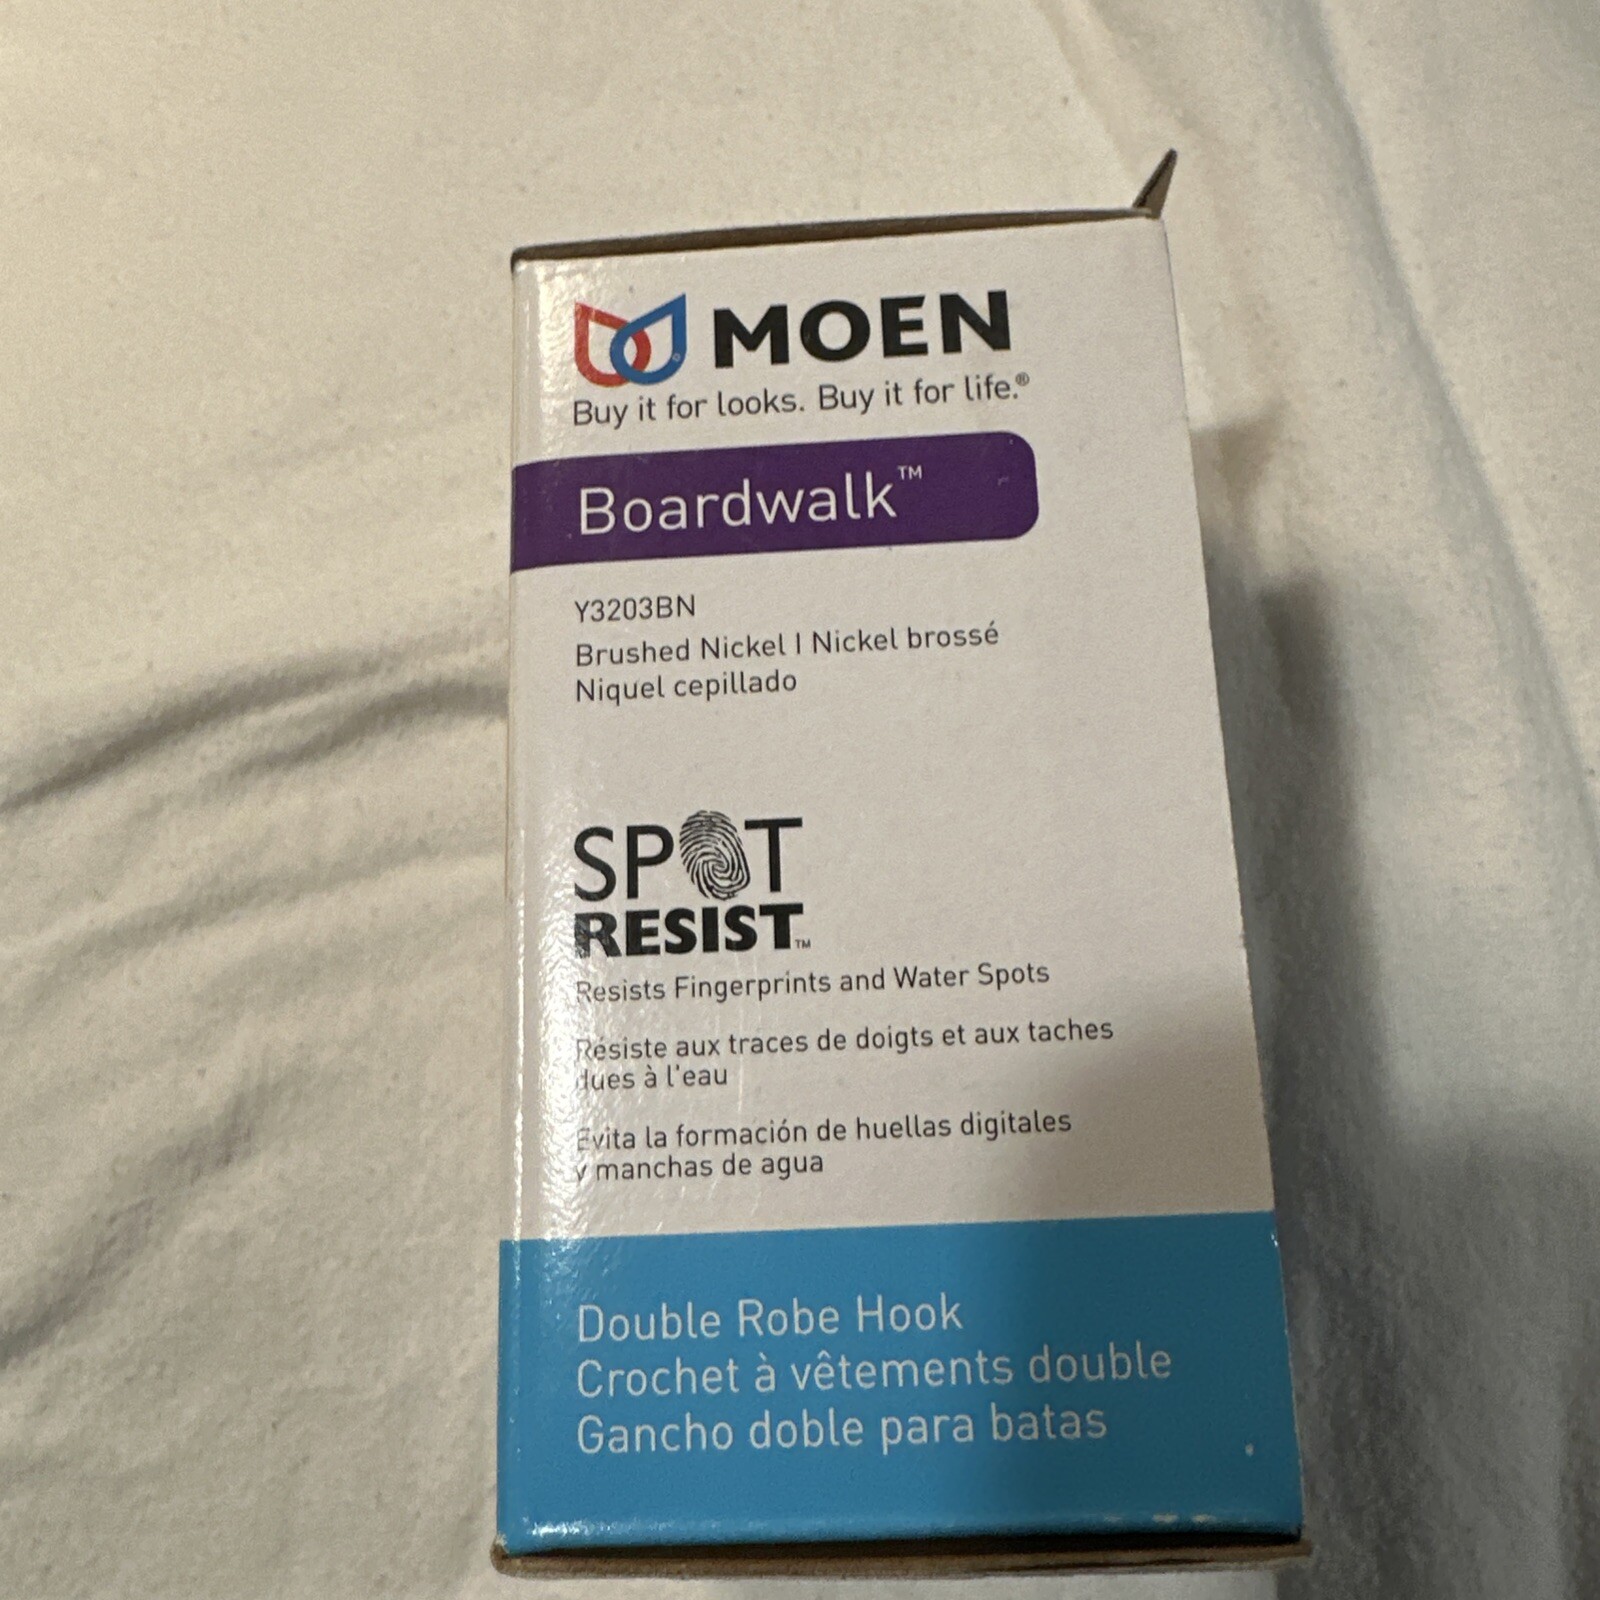 MOEN
Buy it for looks. Buy it for life.®
Boardwalk™
Y3203BN
Brushed Nickel | Nickel brossé
Niquel cepillado
SPOT
RESIST™
Resists Fingerprints and Water Spots
Résiste aux traces de doigts et aux taches
dues à l'eau
Evita la formación de huellas digitales
y manchas de agua
Double Robe Hook
Crochet à vêtements double
Gancho doble para batas